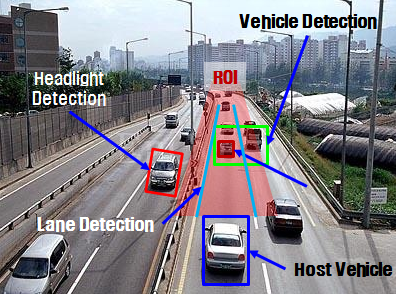 Vehicle Detection
ROI
Headlight
Detection
Lane Detection
Host Vehicle